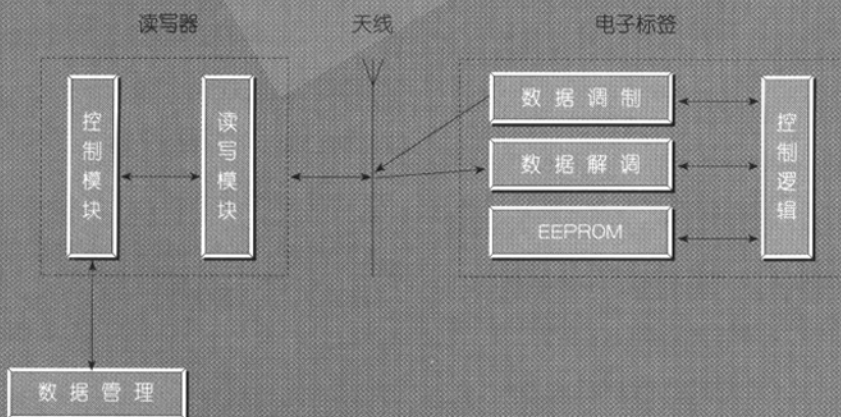 读写器
天线
电子标签
控制模块
读写模块
数据调制
数据解调
EEPROM
控制逻辑
数据管理